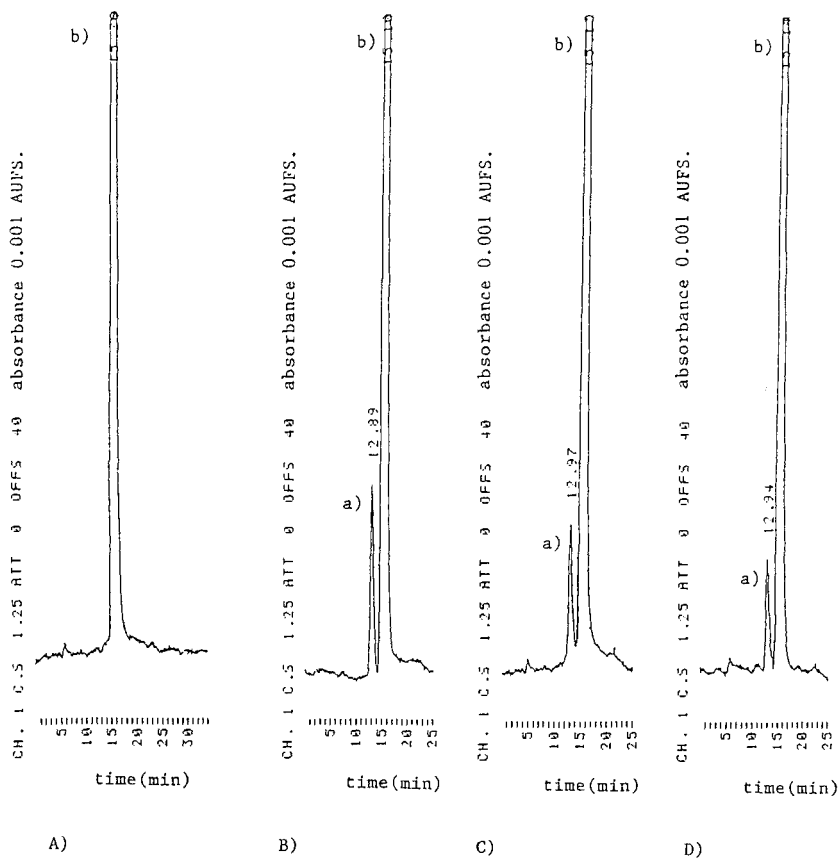 b)
b)
b)
b)
CH. 1 C.S 1.25 ATT 0 OFFS 40 absorbance 0.001 AUFS.
CH. 1 C.S 1.25 ATT 0 OFFS 40 absorbance 0.001 AUFS.
CH. 1 C.S 1.25 ATT 0 OFFS 40 absorbance 0.001 AUFS.
CH. 1 C.S 1.25 ATT 0 OFFS 40 absorbance 0.001 AUFS.
12.89
12.97
12.94
a)
a)
a)
5 10 15 20 25 30
5 10 15 20 25
5 10 15 20 25
5 10 15 20 25
time(min)
time(min)
time(min)
time(min)
A)
B)
C)
D)